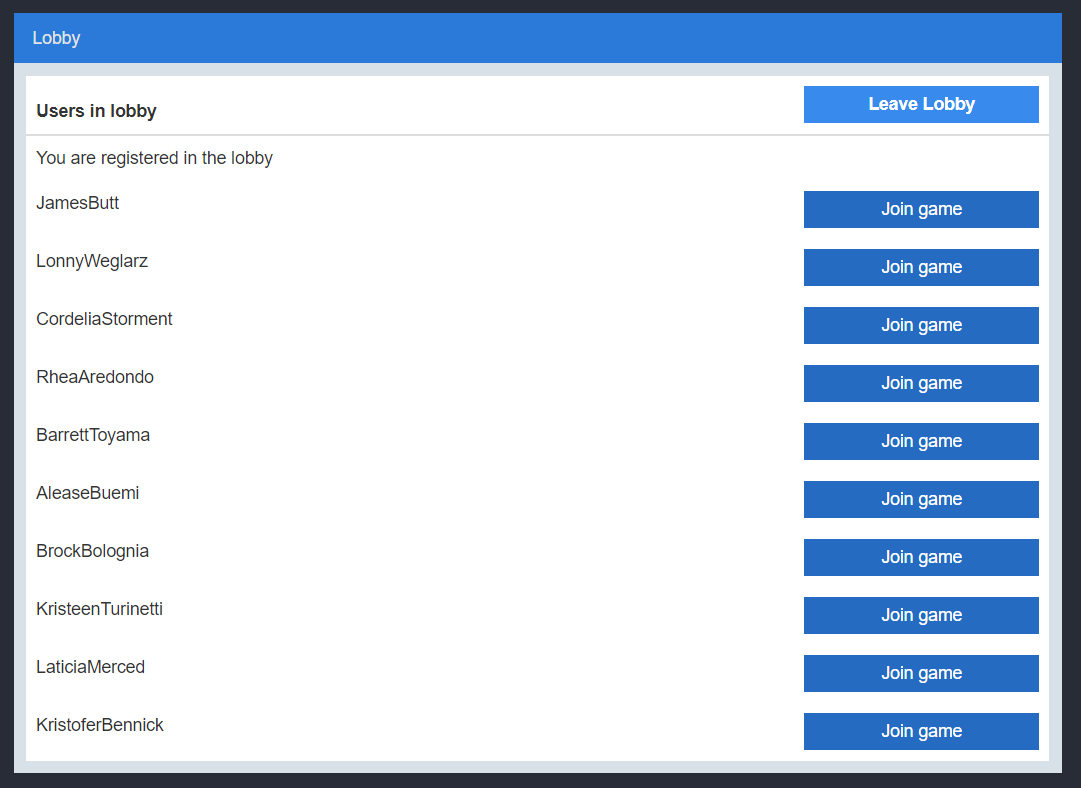 Lobby
Users in lobby
Leave Lobby
You are registered in the lobby
JamesButt
Join game
LonnyWeglarz
Join game
CordeliaStorment
Join game
RheaAredondo
Join game
BarrettToyama
Join game
AleaseBuemi
Join game
BrockBolognia
Join game
KristeenTurinetti
Join game
LaticiaMerced
Join game
KristoferBennick
Join game